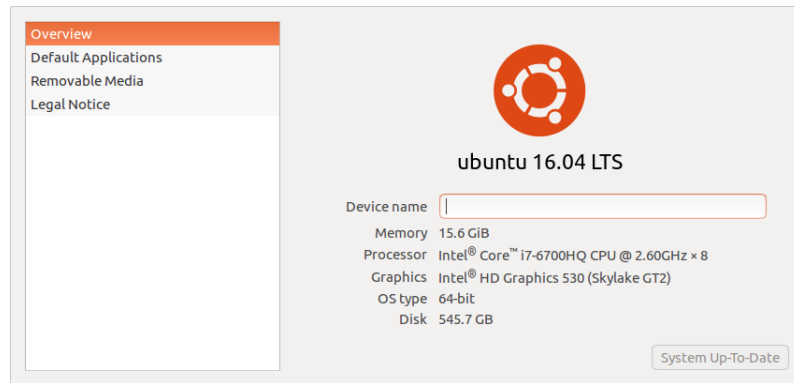 Overview
Default Applications
Removable Media
Legal Notice
ubuntu 16.04 LTS
Device name
Memory 15.6 GiB
Processor Intel® Core™ i7-6700HQ CPU @ 2.60GHz × 8
Graphics Intel® HD Graphics 530 (Skylake GT2)
OS type 64-bit
Disk 545.7 GB
System Up-To-Date